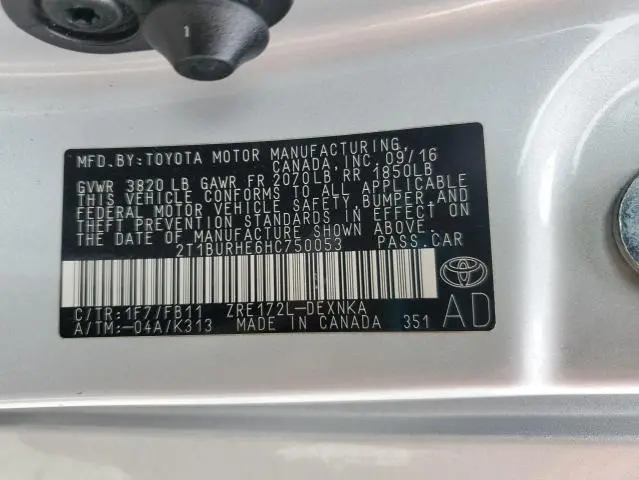 MFD.BY:TOYOTA MOTOR MANUFACTURING,
CANADA,INC. 09/16
GVWR 3820 LB GAWR FR 2070LB RR 1850LB
THIS VEHICLE CONFORMS TO ALL APPLICABLE
FEDERAL MOTOR VEHICLE SAFETY, BUMPER,AND
THEFT PREVENTION STANDARDS IN EFFECT ON
THE DATE OF MANUFACTURE SHOWN ABOVE.
2T1BURHE6HC750053 PASS.CAR
C/TR:1F7/FB11 ZRE172L-DEXNKA
A/TM:-04A/K313 MADE IN CANADA 351
AD